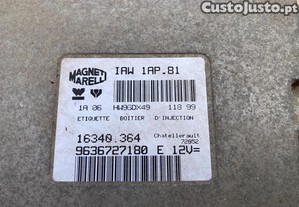 CustoJusto.pt
MAGNETI
MARELLI
IAW 1AP.81
1A 06 HW9GDX49 118 99
ETIQUETTE BOITIER D'INJECTION
16340.364
Chatellerault
72852
9636727180 E 12V=